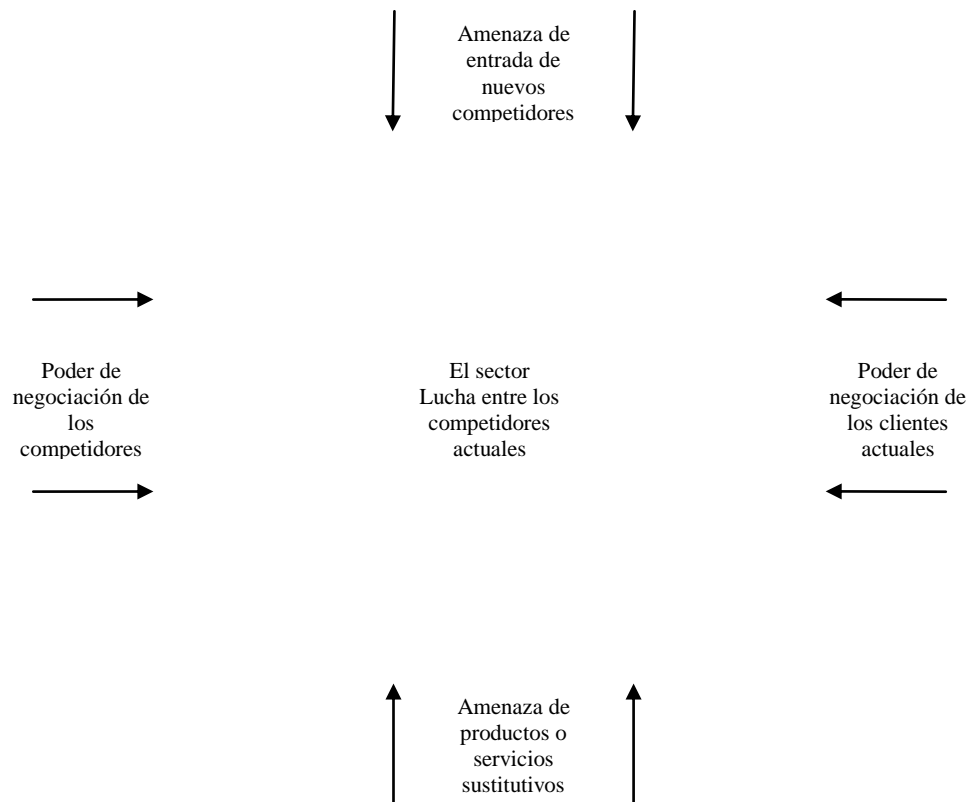 Amenaza de
entrada de
nuevos
competidores
Poder de
negociación de
los
competidores
El sector
Lucha entre los
competidores
actuales
Poder de
negociación de
los clientes
actuales
Amenaza de
productos o
servicios
sustitutivos